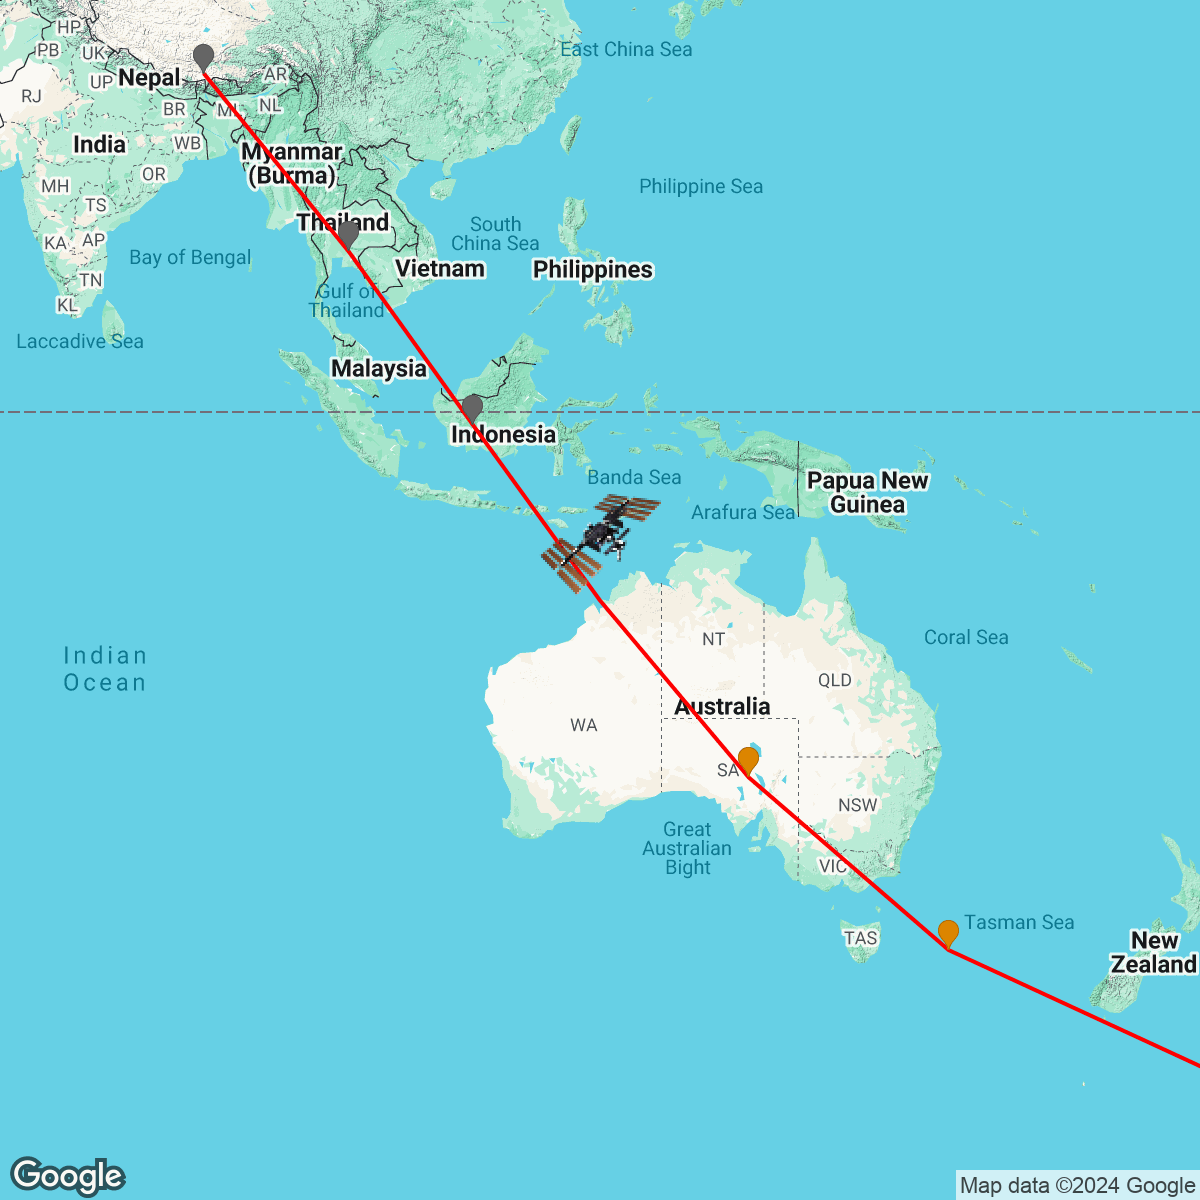 East China Sea
HP
PB
UK
Nepal
AR
UP
RJ
BR
NL
India
WB
Myanmar
(Burma)
OR
MH
Philippine Sea
TS
Thailand
South
China Sea
KA
AP
Bay of Bengal
Vietnam
Philippines
TN
Gulf of
Thailand
KL
Laccadive Sea
Malaysia
Indonesia
Banda Sea
Papua New
Guinea
Arafura Sea
NT
Coral Sea
Indian
Ocean
QLD
Australia
WA
SA
NSW
Great
Australian
Bight
VIC
Tasman Sea
TAS
New
Zealand
Google
Map data ©2024 Google